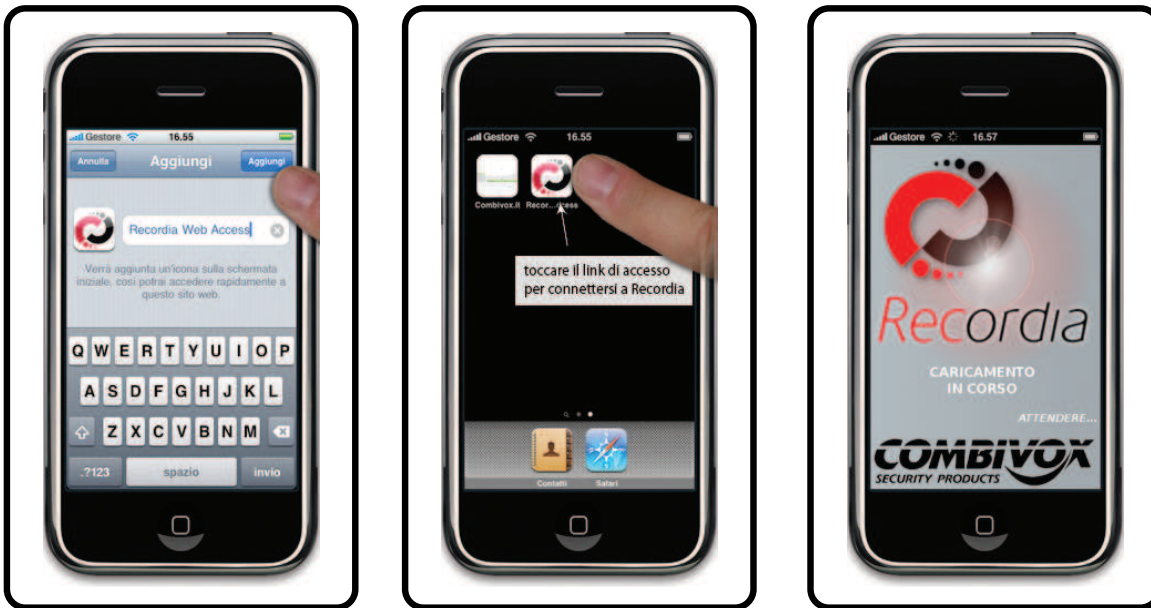 Gestore
16.55
Annulla
Aggiungi
Aggiungi
Recordia Web Access
Verrà aggiunta un'icona sulla schermata
iniziale, così potrai accedere rapidamente a
questo sito web.
Q W E R T Y U I O P
A S D F G H J K L
Z X C V B N M
.?123
spazio
invio
Gestore
16.55
Combivox.it
Recor...ccess
toccare il link di accesso
per connettersi a Recordia
Contatti
Safari
Gestore
16.57
Recordia
CARICAMENTO
IN CORSO
ATTENDERE...
COMBIVOX
SECURITY PRODUCTS